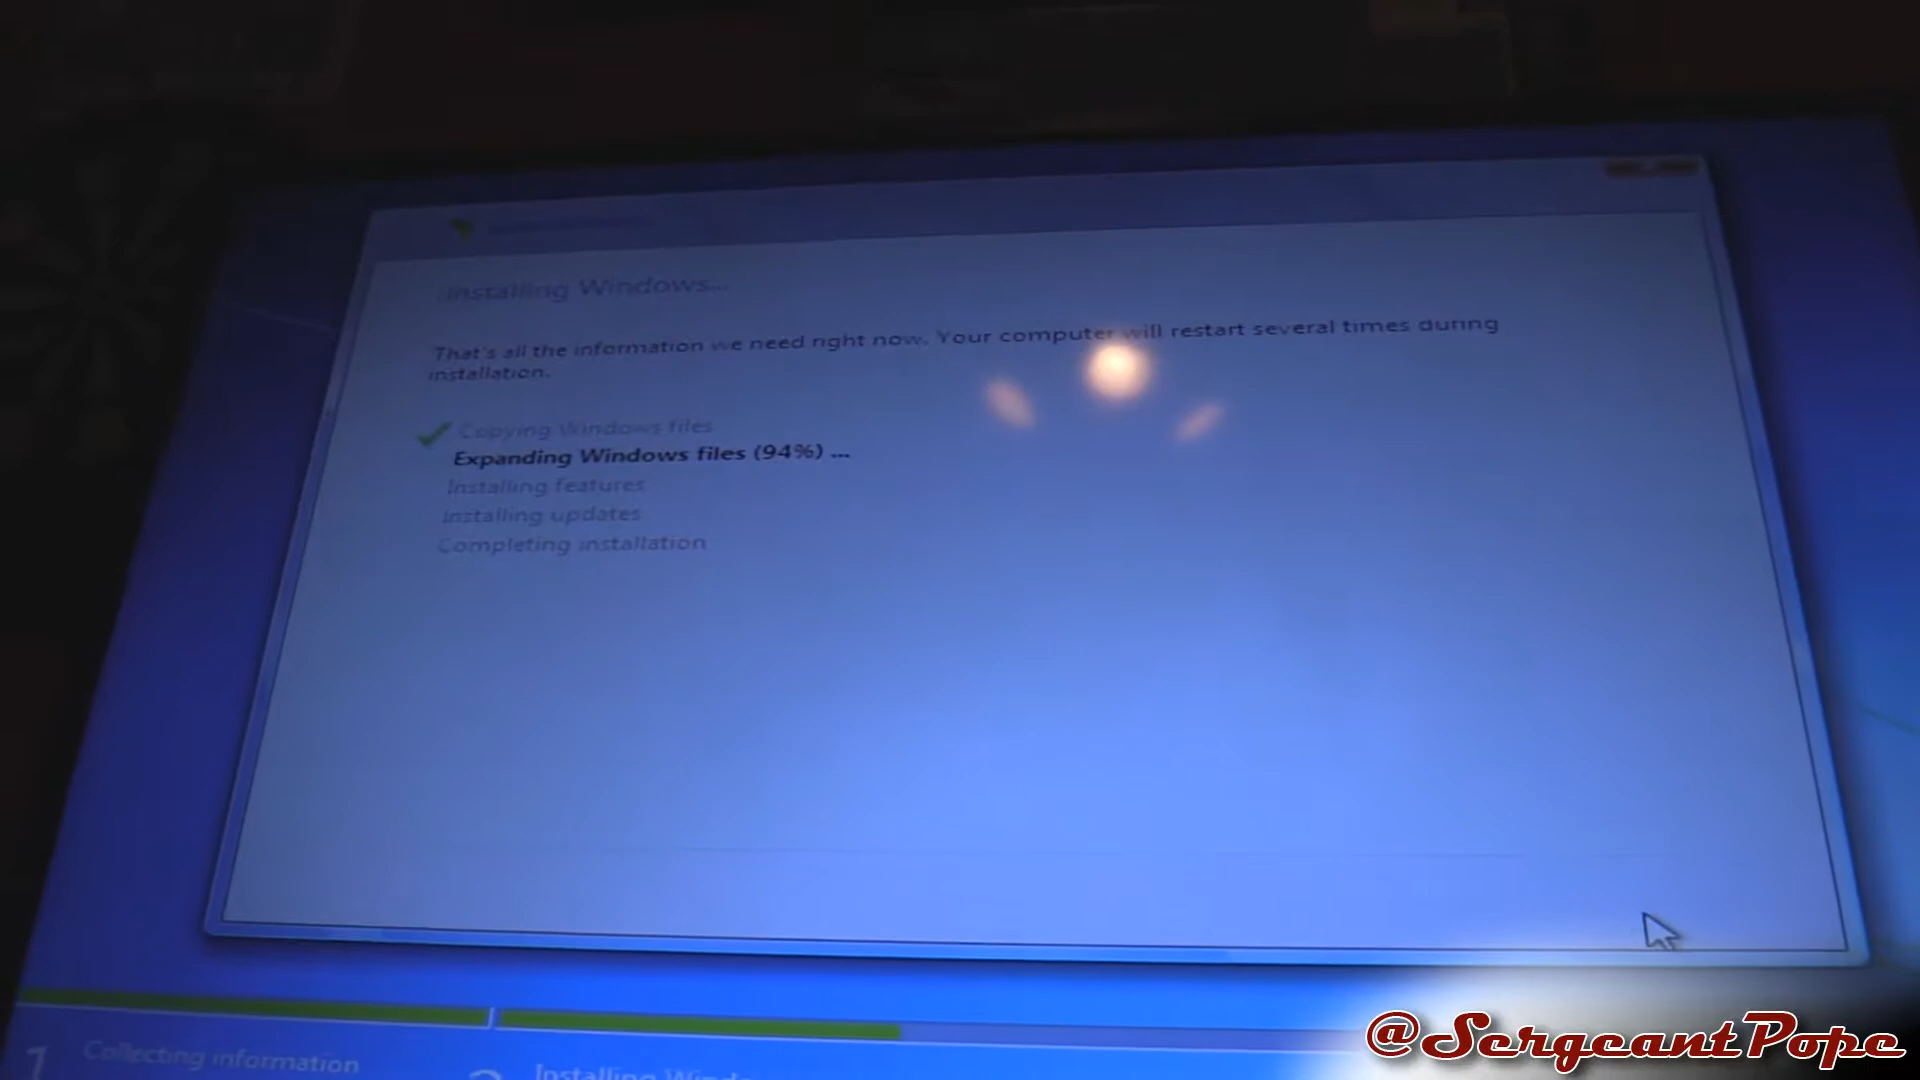 Installing Windows...
That's all the information we need right now. Your computer will restart several times during
installation.
Copying Windows files
Expanding Windows files (94%) ...
Installing features
Installing updates
Completing installation
1 Collecting information
2 Installing
@SergeantPope